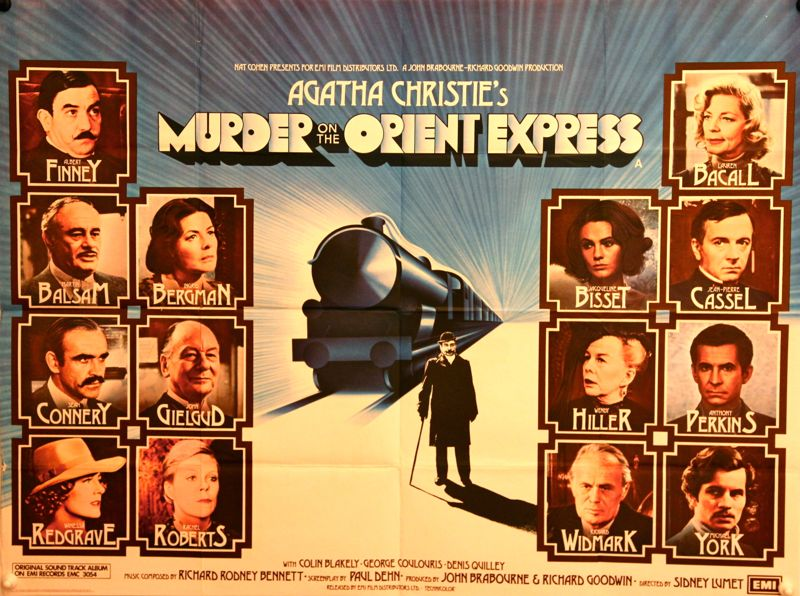 NAT COHEN PRESENTS FOR EMI FILM DISTRIBUTORS LTD. A JOHN BRABOURNE-RICHARD GOODWIN PRODUCTION
AGATHA CHRISTIE'S
MURDER ON THE ORIENT EXPRESS
A
ALBERT
FINNEY
LAUREN
BACALL
MARTIN
BALSAM
INGRID
BERGMAN
JACQUELINE
BISSET
JEAN-PIERRE
CASSEL
SEAN
CONNERY
JOHN
GIELGUD
WENDY
HILLER
ANTHONY
PERKINS
VANESSA
REDGRAVE
RACHEL
ROBERTS
RICHARD
WIDMARK
MICHAEL
YORK
WITH COLIN BLAKELY · GEORGE COULOURIS · DENIS QUILLEY
MUSIC COMPOSED BY RICHARD RODNEY BENNETT · SCREENPLAY BY PAUL DEHN · PRODUCED BY JOHN BRABOURNE & RICHARD GOODWIN · DIRECTED BY SIDNEY LUMET
RELEASED BY EMI FILM DISTRIBUTORS LTD · TECHNICOLOR
ORIGINAL SOUND TRACK ALBUM
ON EMI RECORDS EMC 3054
EMI